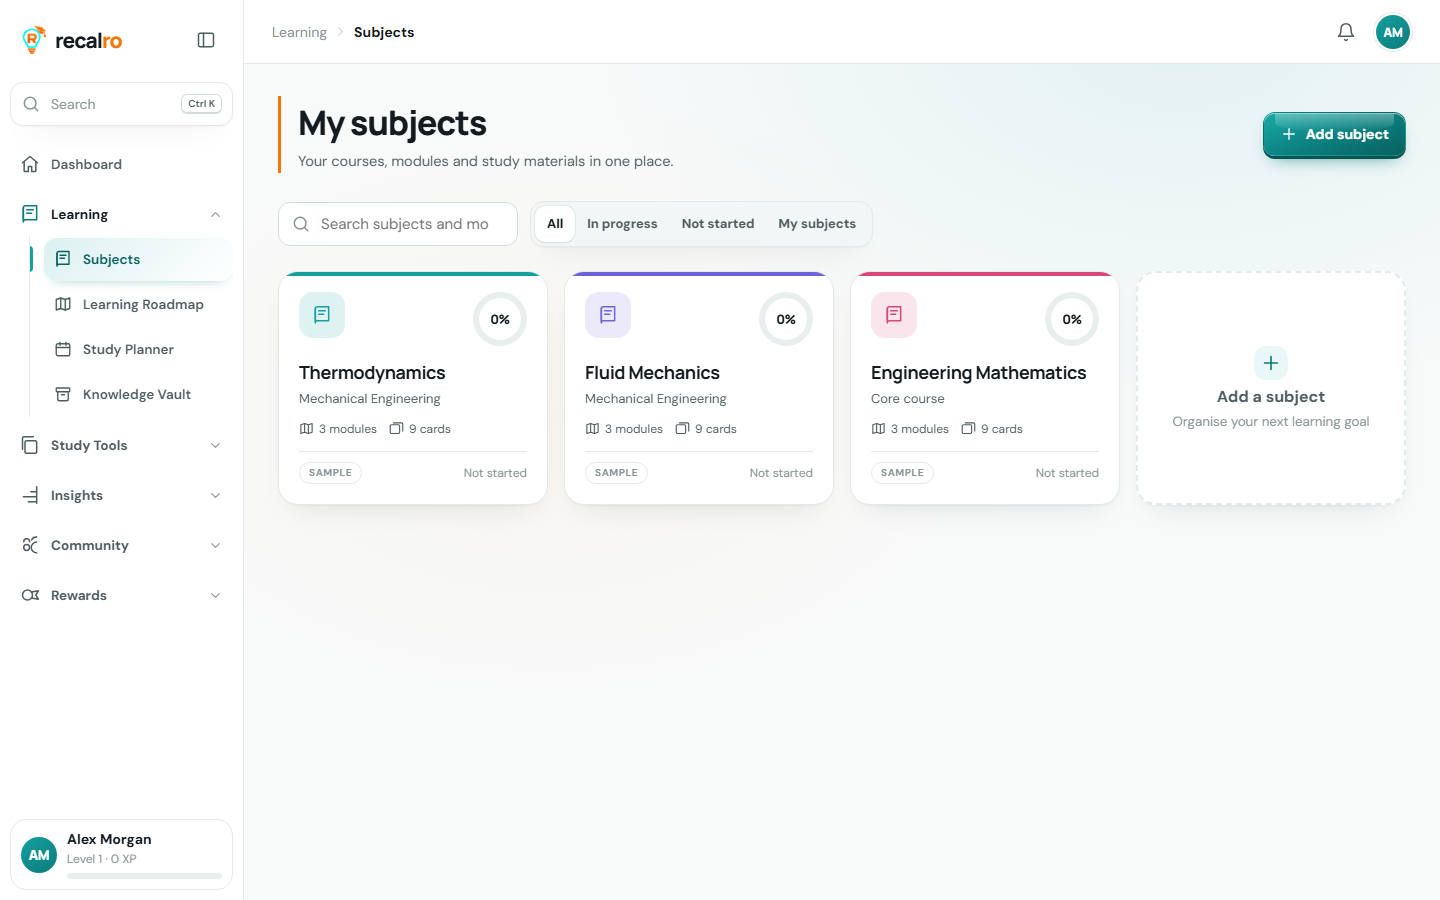 recalro
Search Ctrl K
Dashboard
Learning
Subjects
Learning Roadmap
Study Planner
Knowledge Vault
Study Tools
Insights
Community
Rewards
AM
Alex Morgan
Level 1 · 0 XP
Learning > Subjects
AM
My subjects
Your courses, modules and study materials in one place.
+ Add subject
Search subjects and mo
All In progress Not started My subjects
0%
Thermodynamics
Mechanical Engineering
3 modules 9 cards
SAMPLE Not started
0%
Fluid Mechanics
Mechanical Engineering
3 modules 9 cards
SAMPLE Not started
0%
Engineering Mathematics
Core course
3 modules 9 cards
SAMPLE Not started
Add a subject
Organise your next learning goal